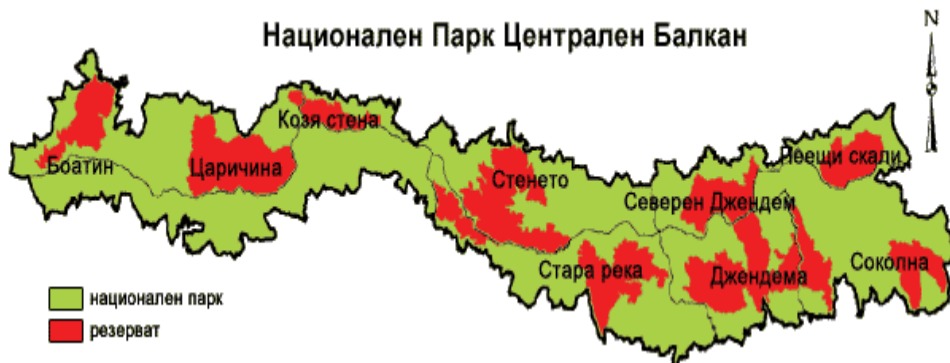 Национален Парк Централен Балкан
N
Козя стена
Боатин
Царичина
Стенето
Пеещи скали
Северен Джендем
Стара река
Джендема
Соколна
национален парк
резерват